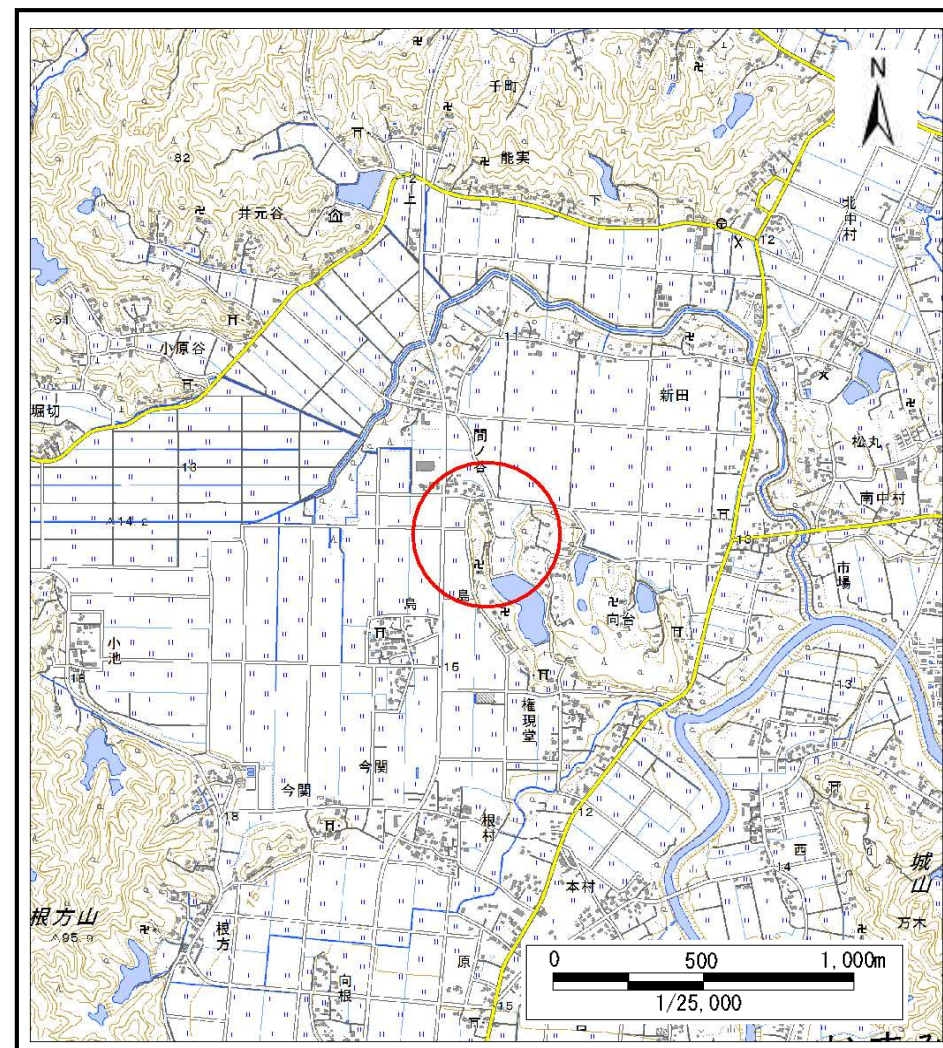 千町
N
能実
・82
12
上
下
井元谷
12
北中村
・51
小原谷
11
新田
堀切
間ノ谷
松丸
13
南中村
14.2
13
市場
島
島
向台
小池
15
13
18
権現堂
今関
今関
18
12
根村
西
14
城山
本村
根方山
95.9
根方
万木
原
向根
15
0 500 1,000m
1/25,000